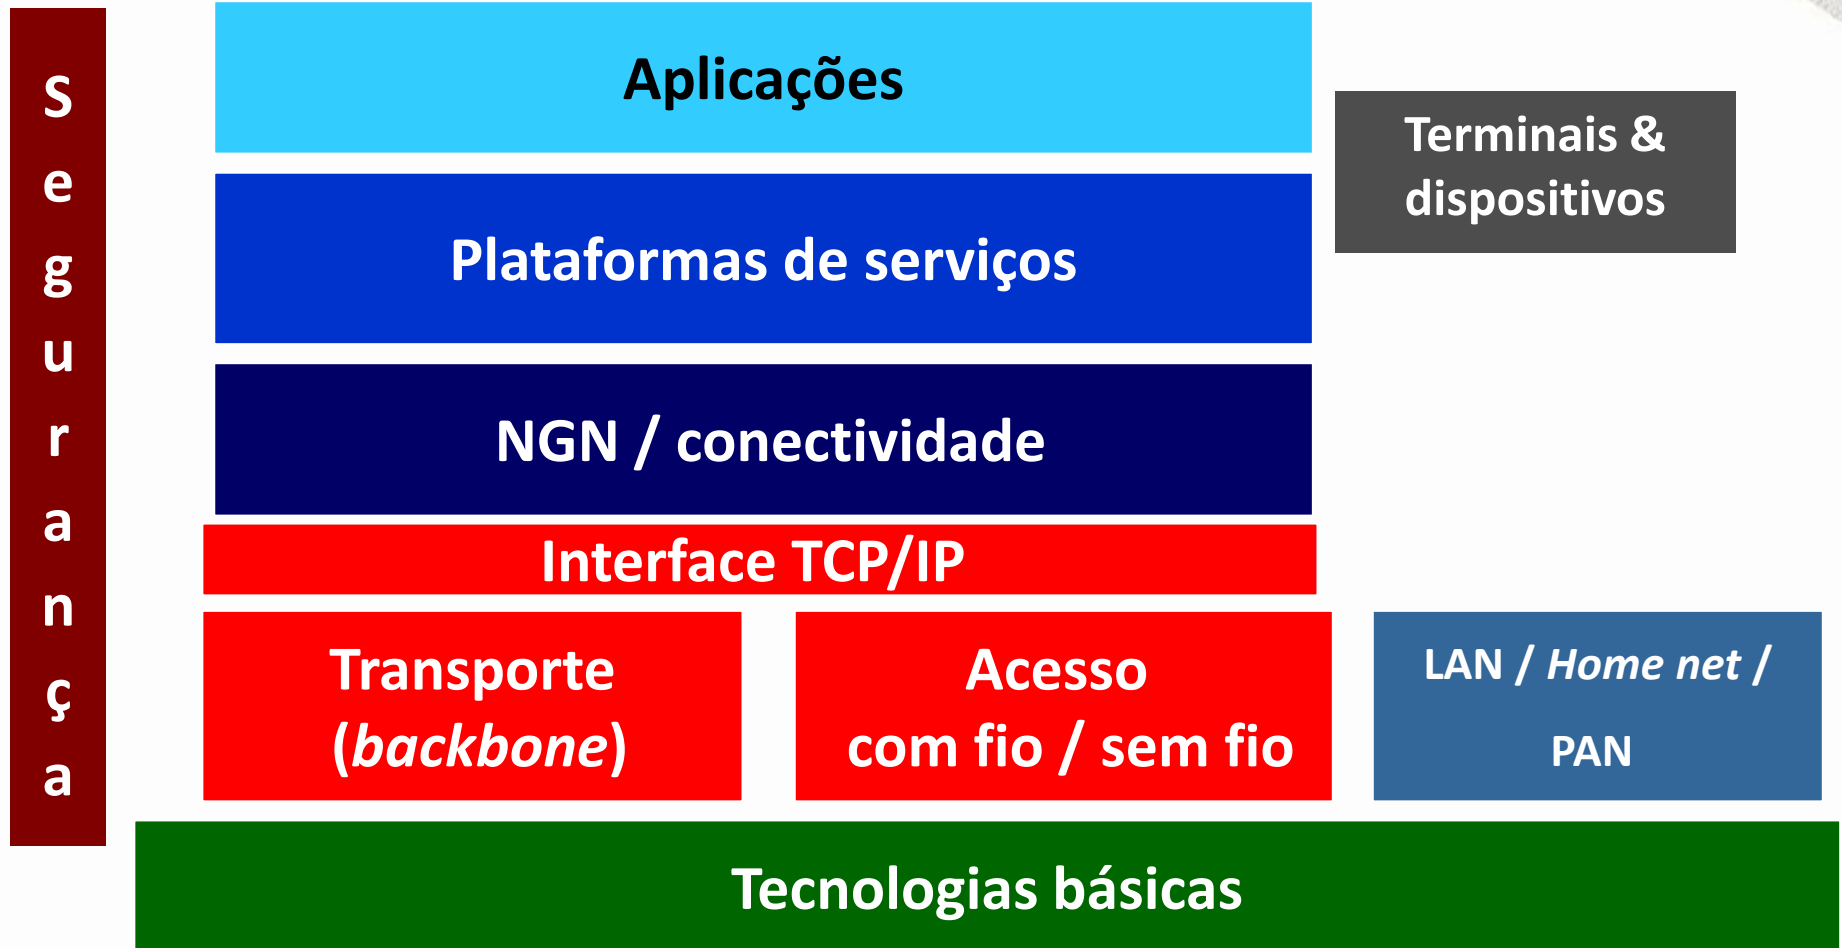 S
e
g
u
r
a
n
ç
a
Aplicações
Terminais &
dispositivos
Plataformas de serviços
NGN / conectividade
Interface TCP/IP
Transporte
(backbone)
Acesso
com fio / sem fio
LAN / Home net /
PAN
Tecnologias básicas